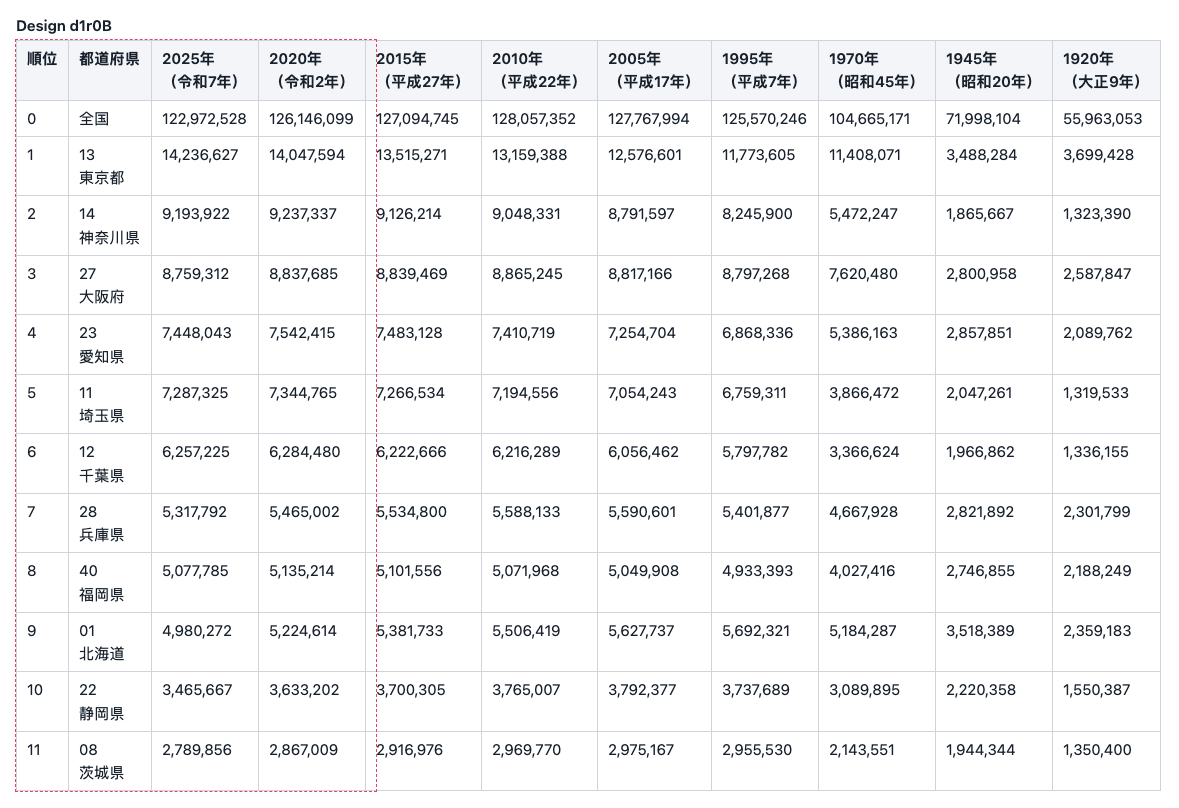 Design d1r0B
順位 都道府県 2025年 2020年 2015年 2010年 2005年 1995年 1970年 1945年 1920年
（令和7年） （令和2年） （平成27年） （平成22年） （平成17年） （平成7年） （昭和45年） （昭和20年） （大正9年）
0 全国 122,972,528 126,146,099 127,094,745 128,057,352 127,767,994 125,570,246 104,665,171 71,998,104 55,963,053
1 13 14,236,627 14,047,594 13,515,271 13,159,388 12,576,601 11,773,605 11,408,071 3,488,284 3,699,428
東京都
2 14 9,193,922 9,237,337 9,126,214 9,048,331 8,791,597 8,245,900 5,472,247 1,865,667 1,323,390
神奈川県
3 27 8,759,312 8,837,685 8,839,469 8,865,245 8,817,166 8,797,268 7,620,480 2,800,958 2,587,847
大阪府
4 23 7,448,043 7,542,415 7,483,128 7,410,719 7,254,704 6,868,336 5,386,163 2,857,851 2,089,762
愛知県
5 11 7,287,325 7,344,765 7,266,534 7,194,556 7,054,243 6,759,311 3,866,472 2,047,261 1,319,533
埼玉県
6 12 6,257,225 6,284,480 6,222,666 6,216,289 6,056,462 5,797,782 3,366,624 1,966,862 1,336,155
千葉県
7 28 5,317,792 5,465,002 5,534,800 5,588,133 5,590,601 5,401,877 4,667,928 2,821,892 2,301,799
兵庫県
8 40 5,077,785 5,135,214 5,101,556 5,071,968 5,049,908 4,933,393 4,027,416 2,746,855 2,188,249
福岡県
9 01 4,980,272 5,224,614 5,381,733 5,506,419 5,627,737 5,692,321 5,184,287 3,518,389 2,359,183
北海道
10 22 3,465,667 3,633,202 3,700,305 3,765,007 3,792,377 3,737,689 3,089,895 2,220,358 1,550,387
静岡県
11 08 2,789,856 2,867,009 2,916,976 2,969,770 2,975,167 2,955,530 2,143,551 1,944,344 1,350,400
茨城県